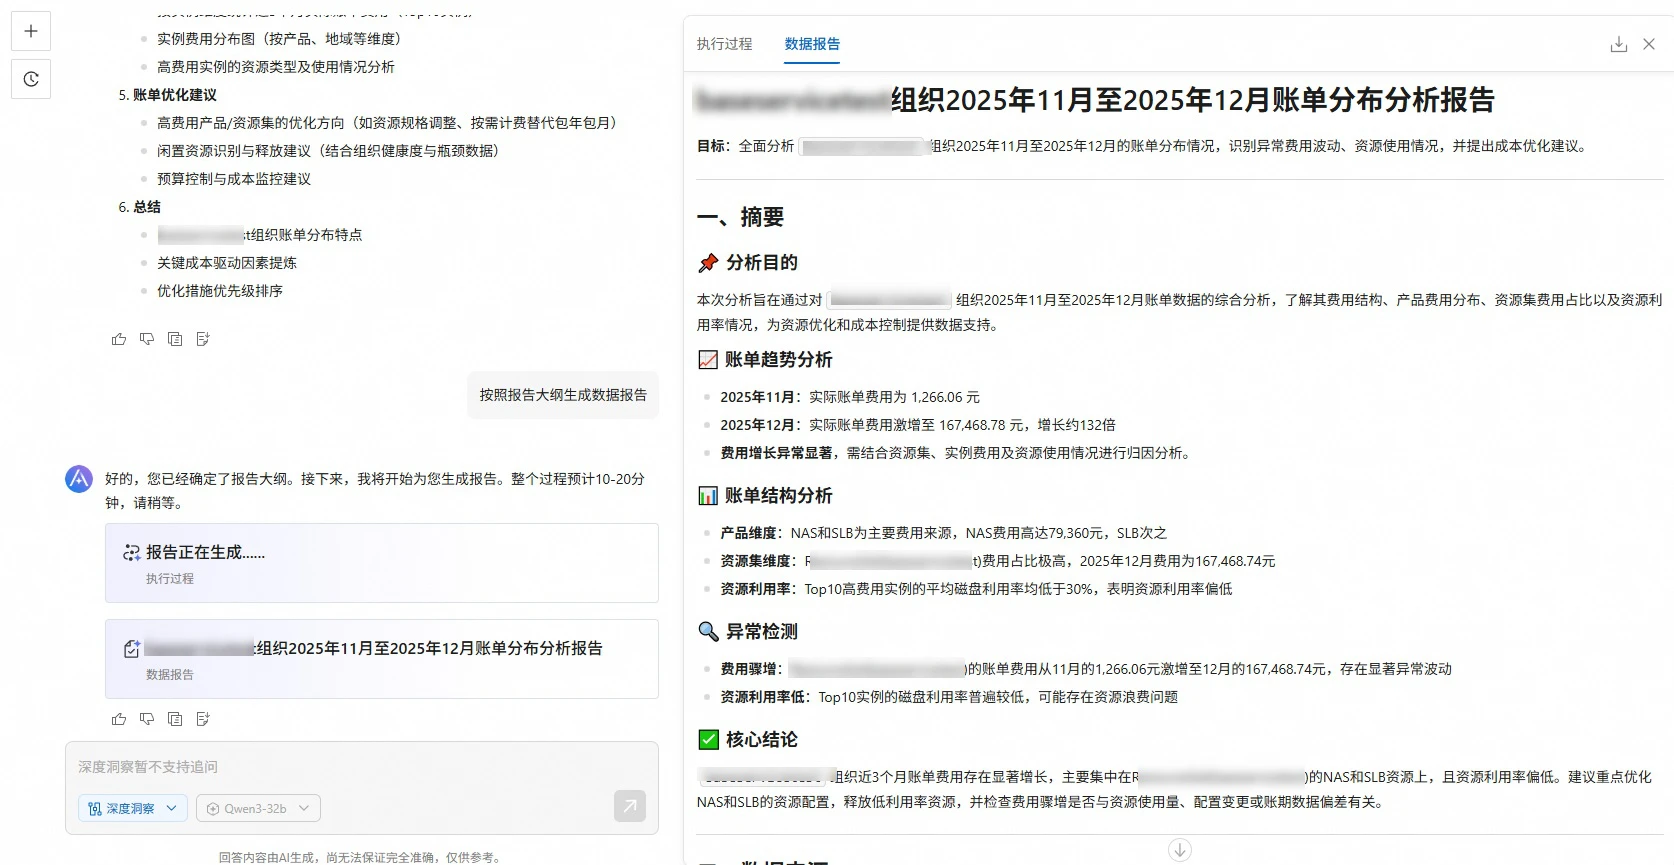 实例费用分布图（按产品、地域等维度）
高费用实例的资源类型及使用情况分析
5. 账单优化建议
高费用产品/资源集的优化方向（如资源规格调整、按需计费替代包年包月）
闲置资源识别与释放建议（结合组织健康度与瓶颈数据）
预算控制与成本监控建议
6. 总结
t组织账单分布特点
关键成本驱动因素提炼
优化措施优先级排序
按照报告大纲生成数据报告
好的，您已经确定了报告大纲。接下来，我将开始为您生成报告。整个过程预计10-20分
钟，请稍等。
报告正在生成......
执行过程
组织2025年11月至2025年12月账单分布分析报告
数据报告
深度洞察暂不支持追问
深度洞察
Qwen3-32b
回答内容由AI生成，尚无法保证完全准确，仅供参考。
执行过程
数据报告
组织2025年11月至2025年12月账单分布分析报告
目标：全面分析 组织2025年11月至2025年12月的账单分布情况，识别异常费用波动、资源使用情况，并提出成本优化建议。
一、摘要
📌 分析目的
本次分析旨在通过对 组织2025年11月至2025年12月账单数据的综合分析，了解其费用结构、产品费用分布、资源集费用占比以及资源利
用率情况，为资源优化和成本控制提供数据支持。
📈 账单趋势分析
2025年11月：实际账单费用为 1,266.06 元
2025年12月：实际账单费用激增至 167,468.78 元，增长约132倍
费用增长异常显著，需结合资源集、实例费用及资源使用情况进行归因分析。
📊 账单结构分析
产品维度：NAS和SLB为主要费用来源，NAS费用高达79,360元，SLB次之
资源集维度：R t)费用占比极高，2025年12月费用为167,468.74元
资源利用率：Top10高费用实例的平均磁盘利用率均低于30%，表明资源利用率偏低
🔍 异常检测
费用骤增： )的账单费用从11月的1,266.06元激增至12月的167,468.74元，存在显著异常波动
资源利用率低：Top10实例的磁盘利用率普遍较低，可能存在资源浪费问题
✅ 核心结论
组织近3个月账单费用存在显著增长，主要集中在R )的NAS和SLB资源上，且资源利用率偏低。建议重点优化
NAS和SLB的资源配置，释放低利用率资源，并检查费用骤增是否与资源使用量、配置变更或账期数据偏差有关。